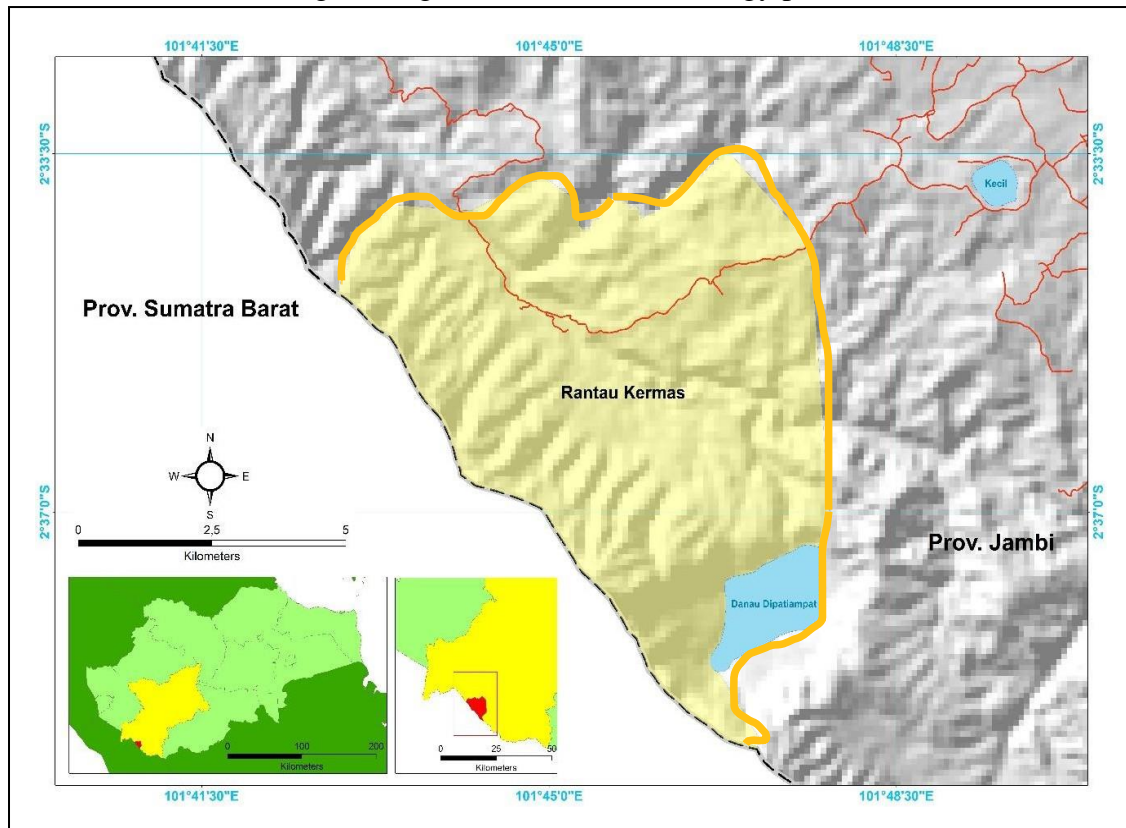 101°41'30"E
101°45'0"E
101°48'30"E
2°33'30"S
2°33'30"S
Kecil
Prov. Sumatra Barat
Rantau Kermas
N
W
E
S
2°37'0"S
2°37'0"S
0
2,5
5
Kilometers
Prov. Jambi
Danau Dipatiampat
0
100
200
Kilometers
0
25
50
Kilometers
101°41'30"E
101°45'0"E
101°48'30"E